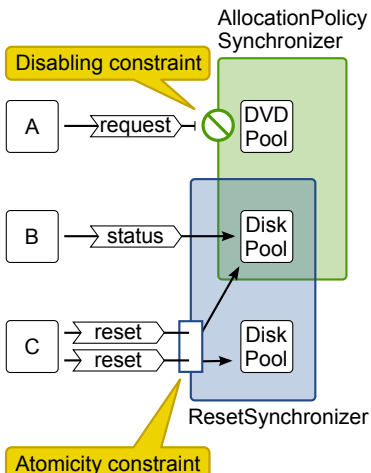 AllocationPolicy
Synchronizer
Disabling constraint
A
request
DVD
Pool
B
status
Disk
Pool
C
reset
reset
Disk
Pool
ResetSynchronizer
Atomicity constraint